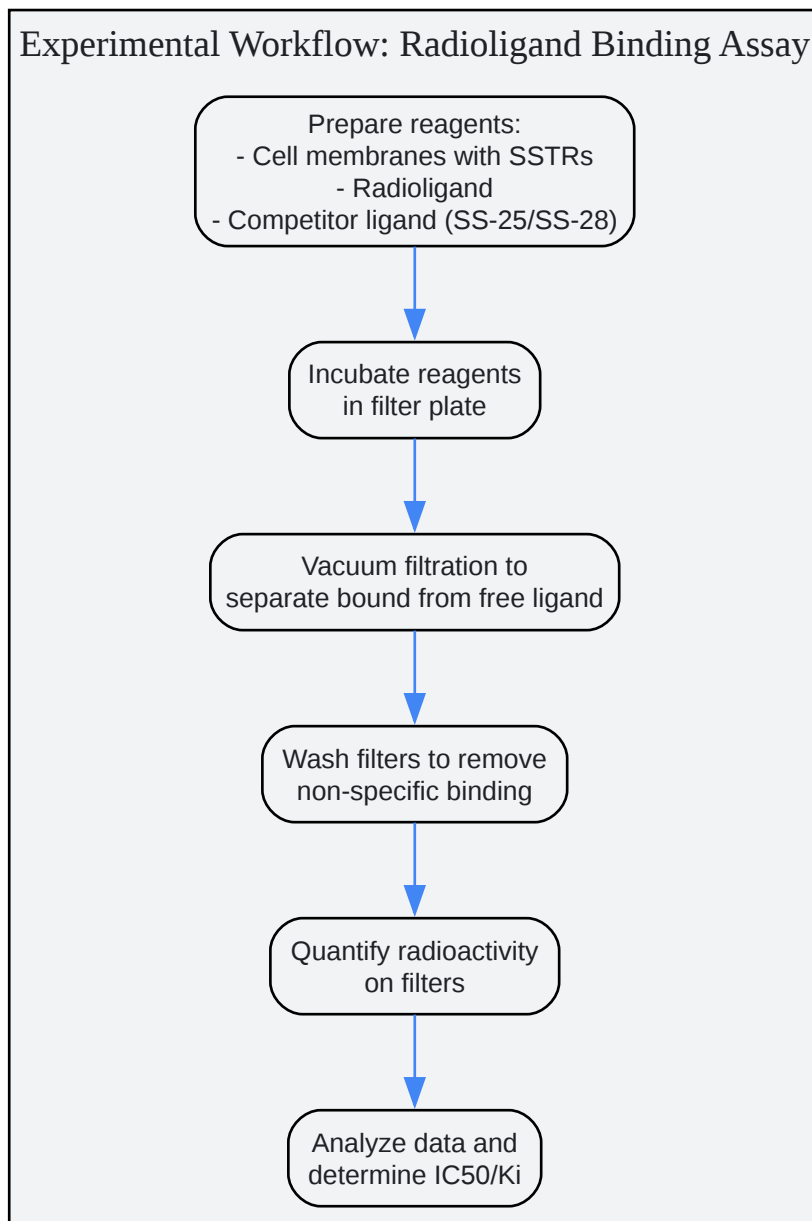 Experimental Workflow: Radioligand Binding Assay
Prepare reagents:
- Cell membranes with SSTRs
- Radioligand
- Competitor ligand (SS-25/SS-28)
Incubate reagents
in filter plate
Vacuum filtration to
separate bound from free ligand
Wash filters to remove
non-specific binding
Quantify radioactivity
on filters
Analyze data and
determine IC50/Ki